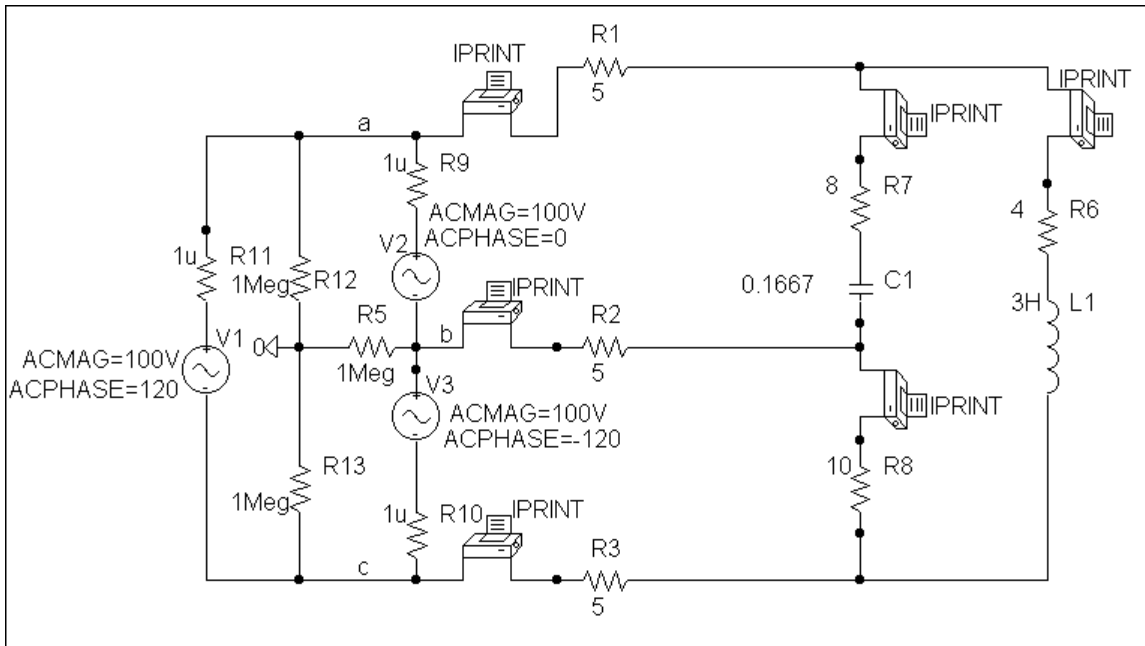 R1
IPRINT
5
IPRINT
IPRINT
a
1u R9
8 R7
4 R6
ACMAG=100V
ACPHASE=0
V2
1u R11
1Meg R12
0.1667 C1
3H L1
IPRINT
R5
R2
0
b
1Meg
5
V1
ACMAG=100V
ACPHASE=120
V3
ACMAG=100V
ACPHASE=-120
IPRINT
R13
1Meg
10 R8
1u R10
IPRINT
R3
c
5